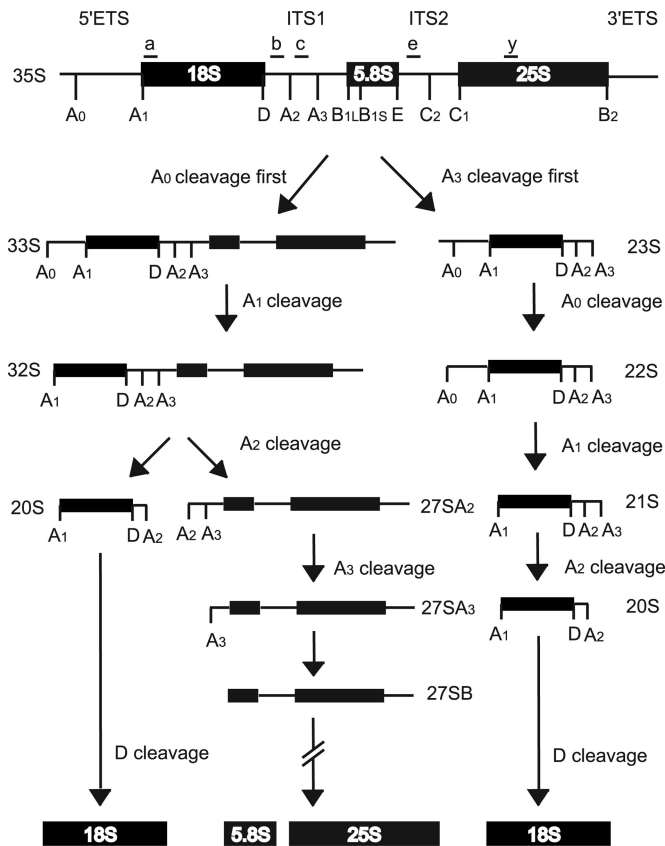 5'ETS ITS1 ITS2 3'ETS
a b c e y
35S 18S 5.8S 25S
A0 A1 D A2 A3 B1L B1S E C2 C1 B2
A0 cleavage first A3 cleavage first
33S 23S
A0 A1 D A2 A3 A0 A1 D A2 A3
A1 cleavage A0 cleavage
32S 22S
A1 D A2 A3 A0 A1 D A2 A3
A2 cleavage A1 cleavage
20S 27SA2 21S
A1 D A2 A2 A3 A1 D A2 A3
A3 cleavage A2 cleavage
27SA3 20S
A3 A1 D A2
27SB
D cleavage D cleavage
18S 5.8S 25S 18S